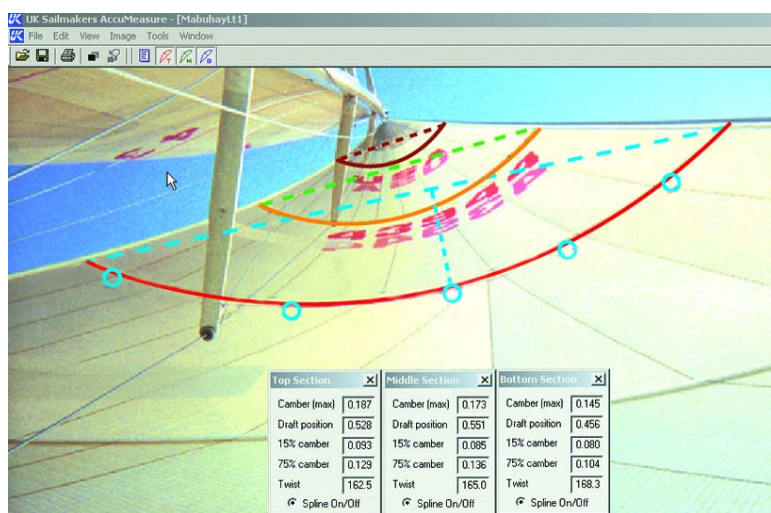 UK UK Sailmakers AccuMeasure - [MabuhayLt1]
UK File Edit View Image Tools Window
T M B
Top Section X
Camber (max) 0.187
Draft position 0.528
15% camber 0.093
75% camber 0.129
Twist 162.5
Spline On/Off
Middle Section X
Camber (max) 0.173
Draft position 0.551
15% camber 0.085
75% camber 0.136
Twist 165.0
Spline On/Off
Bottom Section X
Camber (max) 0.145
Draft position 0.456
15% camber 0.080
75% camber 0.104
Twist 168.3
Spline On/Off